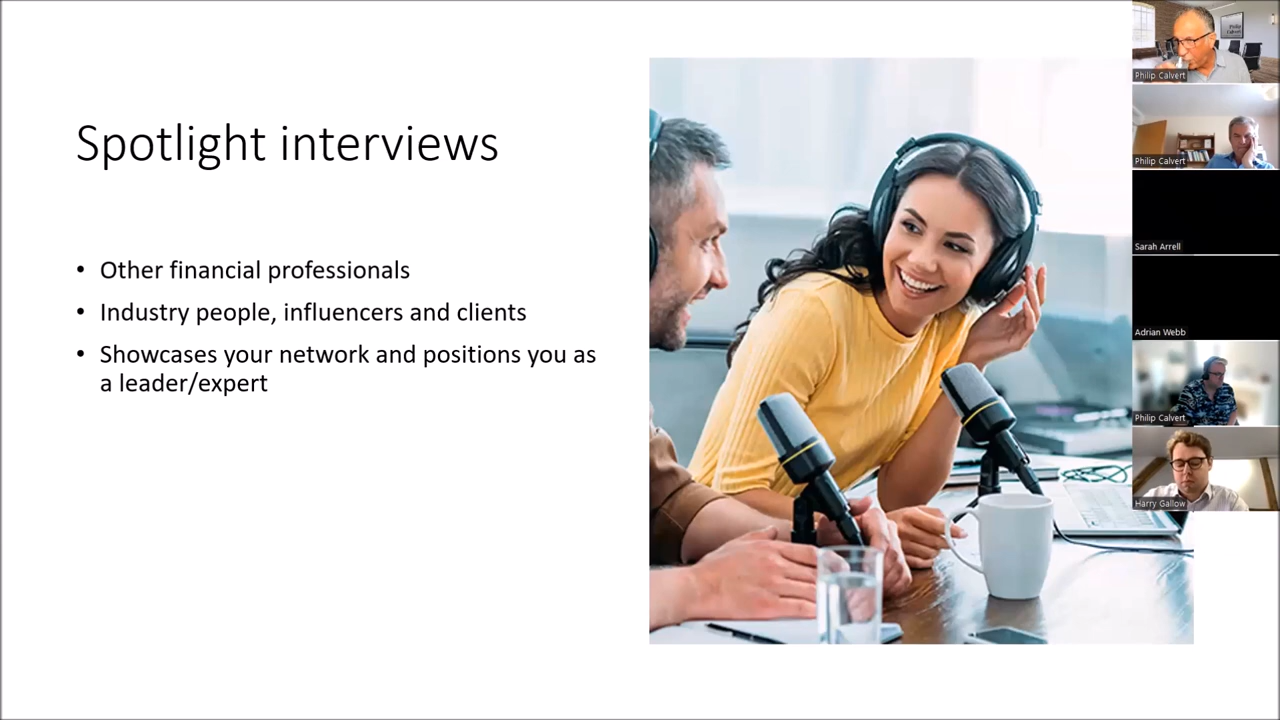 Spotlight interviews
• Other financial professionals
• Industry people, influencers and clients
• Showcases your network and positions you as
a leader/expert
Philip Calvert
Philip Calvert
Sarah Arrell
Adrian Webb
Philip Calvert
Harry Gallow